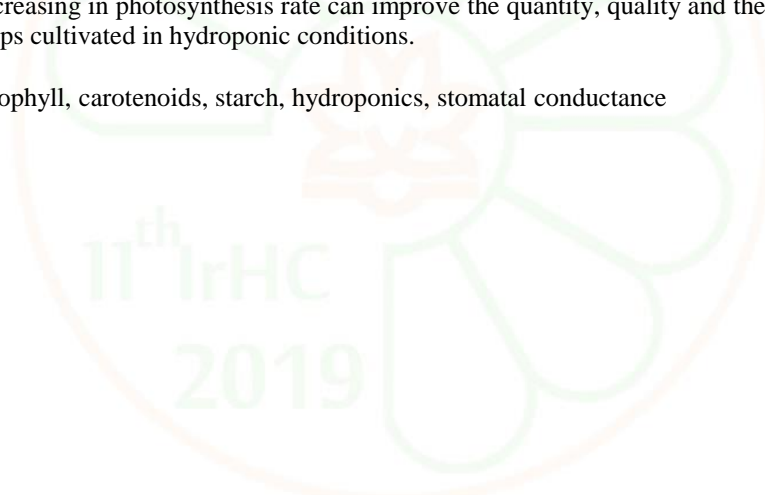 creasing in photosynthesis rate can improve the quantity, quality and the
ps cultivated in hydroponic conditions.
ophyll, carotenoids, starch, hydroponics, stomatal conductance
11th IrHC
2019